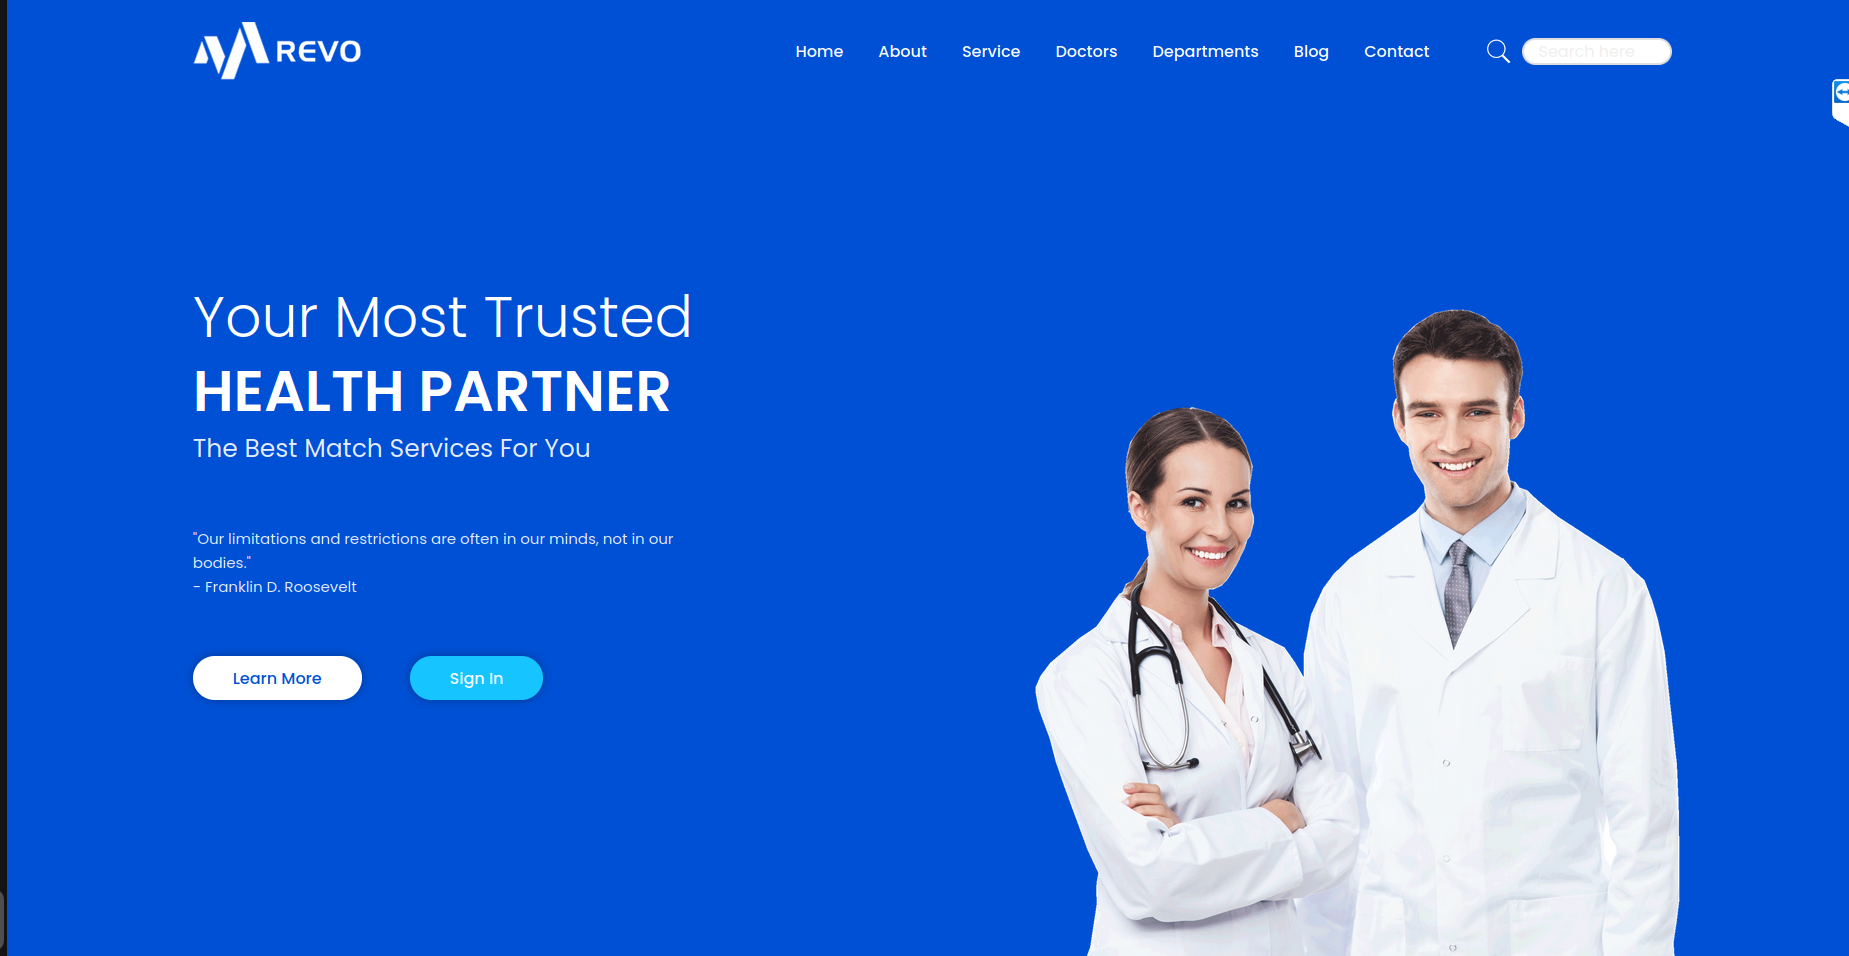 REVO
Home About Service Doctors Departments Blog Contact
Search here
Your Most Trusted
HEALTH PARTNER
The Best Match Services For You
"Our limitations and restrictions are often in our minds, not in our
bodies."
- Franklin D. Roosevelt
Learn More Sign In